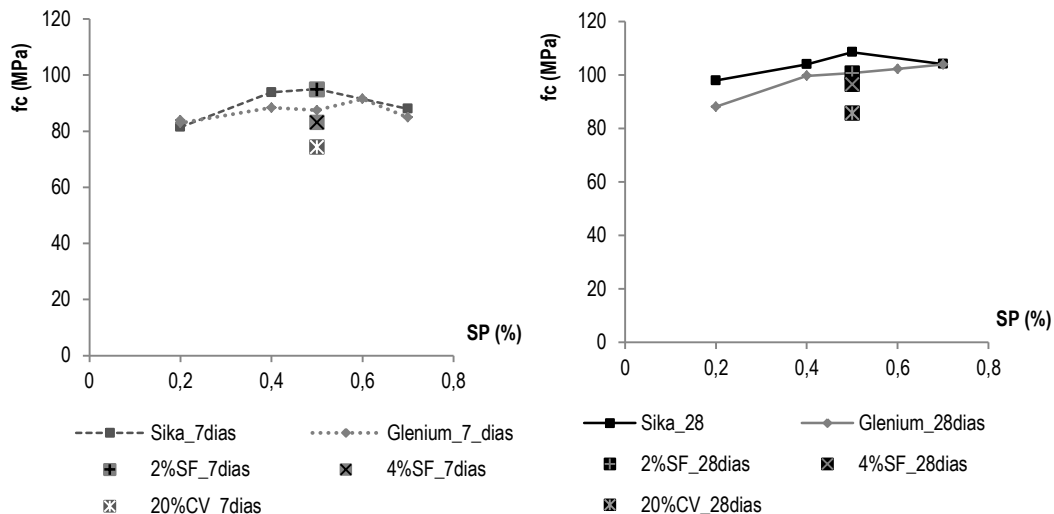 fc (MPa)
120
100
80
60
40
20
0
SP (%)
0 0,2 0,4 0,6 0,8
Sika_7dias Glenium_7_dias
2%SF_7dias 4%SF_7dias
20%CV_7dias
fc (MPa)
120
100
80
60
40
20
0
SP (%)
0 0,2 0,4 0,6 0,8
Sika_28 Glenium_28dias
2%SF_28dias 4%SF_28dias
20%CV_28dias